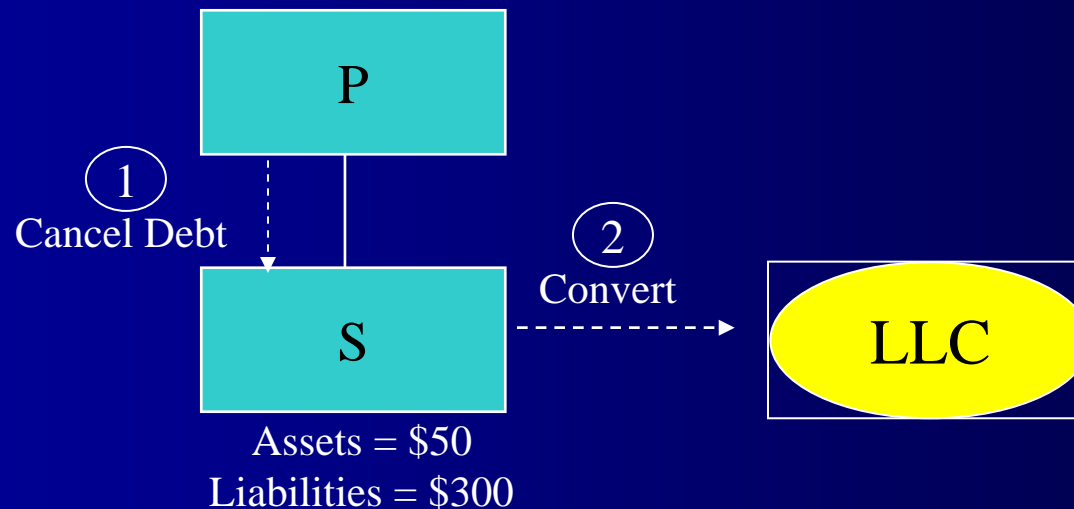 P
1
Cancel Debt
2
Convert
S
LLC
Assets = $50
Liabilities = $300